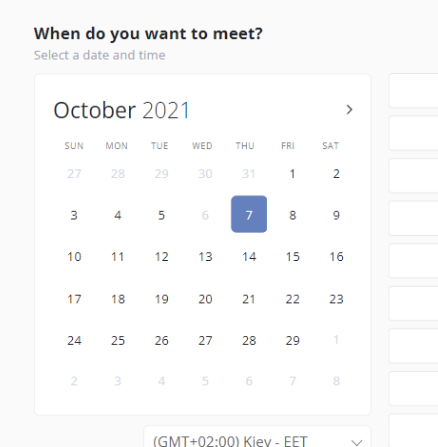 When do you want to meet?
Select a date and time
October 2021 >
SUN MON TUE WED THU FRI SAT
27 28 29 30 31 1 2
3 4 5 6 7 8 9
10 11 12 13 14 15 16
17 18 19 20 21 22 23
24 25 26 27 28 29 1
2 3 4 5 6 7 8
(GMT+02:00) Kiev - EET